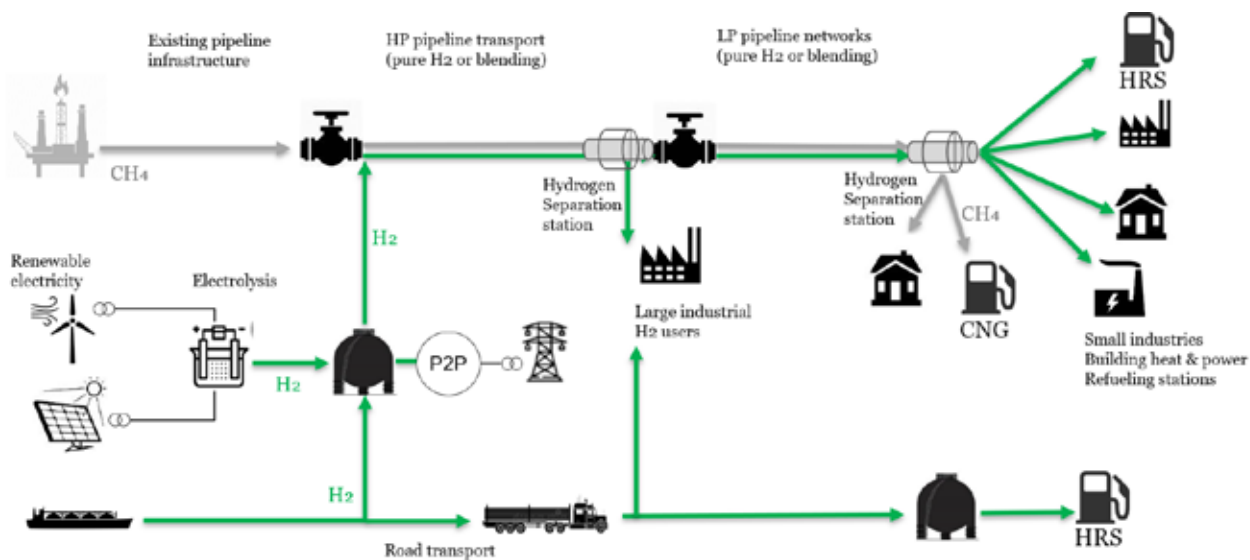 Existing pipeline
infrastructure
HP pipeline transport
(pure H2 or blending)
LP pipeline networks
(pure H2 or blending)
HRS
CH4
Hydrogen
Separation
station
Hydrogen
Separation
station
CH4
H2
Renewable
electricity
Electrolysis
+ -
H2
P2P
Large industrial
H2 users
CNG
Small industries
Building heat & power
Refueling stations
H2
Road transport
HRS